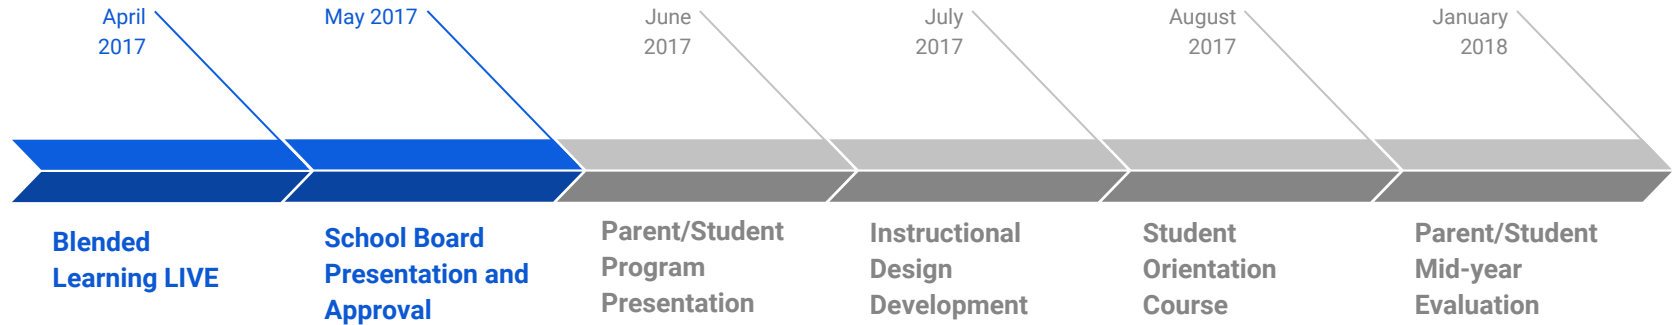 April
2017
May 2017
June
2017
July
2017
August
2017
January
2018
Blended
Learning LIVE
School Board
Presentation and
Approval
Parent/Student
Program
Presentation
Instructional
Design
Development
Student
Orientation
Course
Parent/Student
Mid-year
Evaluation